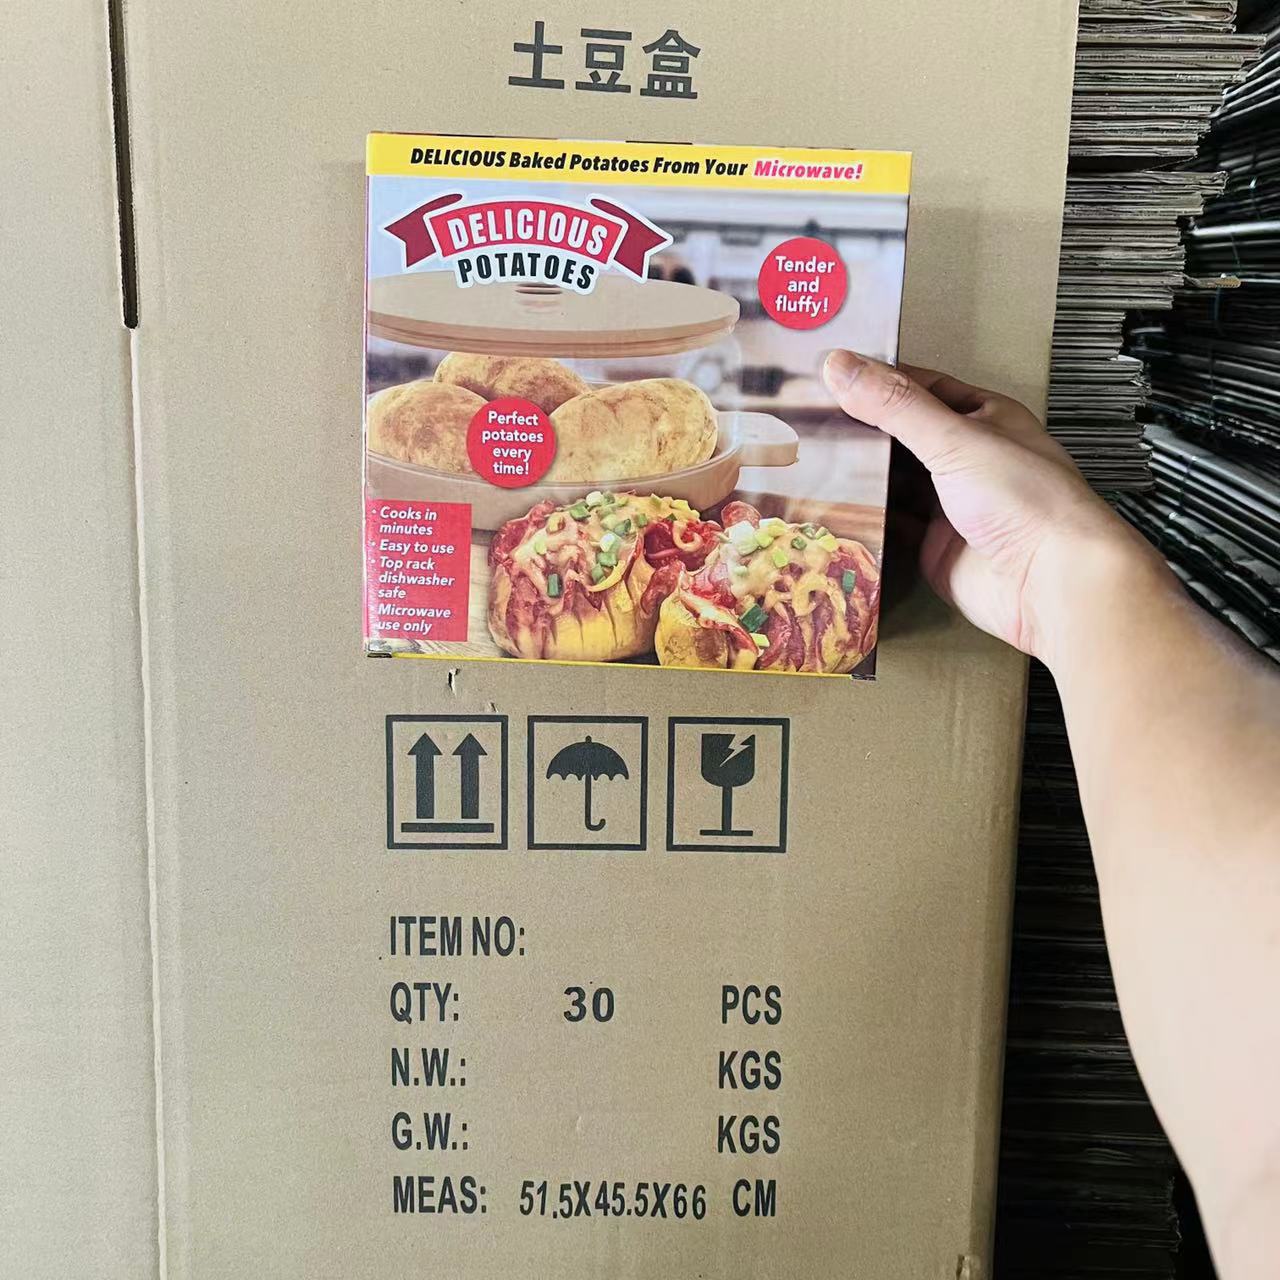 土豆盒
DELICIOUS Baked Potatoes From Your Microwave!
DELICIOUS
POTATOES
Tender
and
fluffy!
Perfect
potatoes
every
time!
· Cooks in
minutes
· Easy to use
· Top rack
dishwasher
safe
· Microwave
use only
ITEM NO:
QTY: 30 PCS
N.W.: KGS
G.W.: KGS
MEAS: 51.5X45.5X66 CM